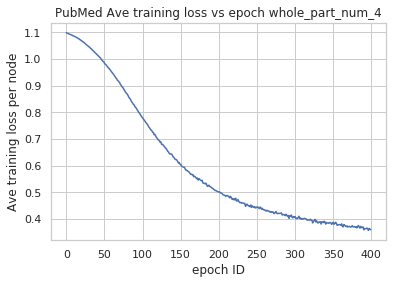 PubMed Ave training loss vs epoch whole_part_num_4
Ave training loss per node
1.1
1.0
0.9
0.8
0.7
0.6
0.5
0.4
0 50 100 150 200 250 300 350 400
epoch ID